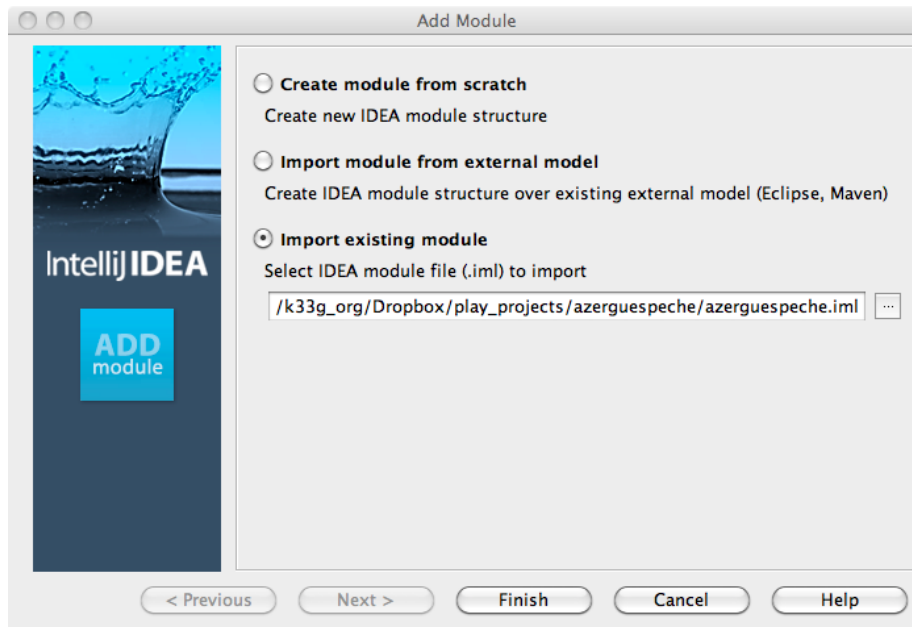 Add Module
Create module from scratch
Create new IDEA module structure
Import module from external model
Create IDEA module structure over existing external model (Eclipse, Maven)
Import existing module
Select IDEA module file (.iml) to import
/k33g_org/Dropbox/play_projects/azerguespeche/azerguespeche.iml
...
IntelliJ IDEA
ADD
module
< Previous
Next >
Finish
Cancel
Help